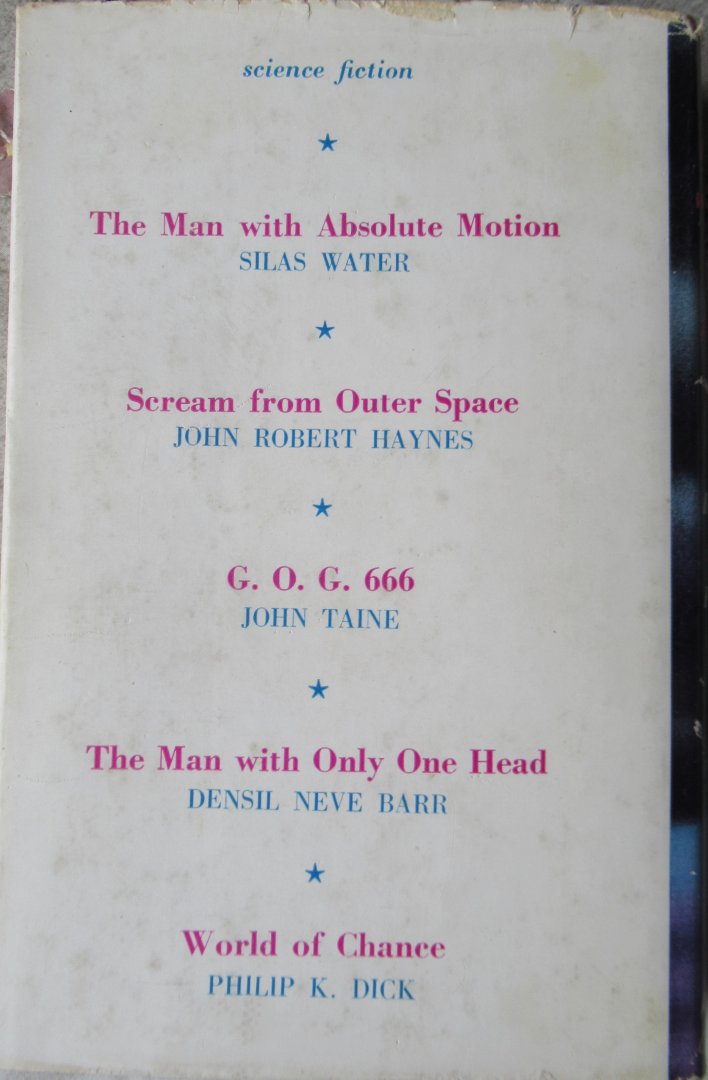 science fiction
The Man with Absolute Motion
SILAS WATER
Scream from Outer Space
JOHN ROBERT HAYNES
G. O. G. 666
JOHN TAINE
The Man with Only One Head
DENSIL NEVE BARR
World of Chance
PHILIP K. DICK